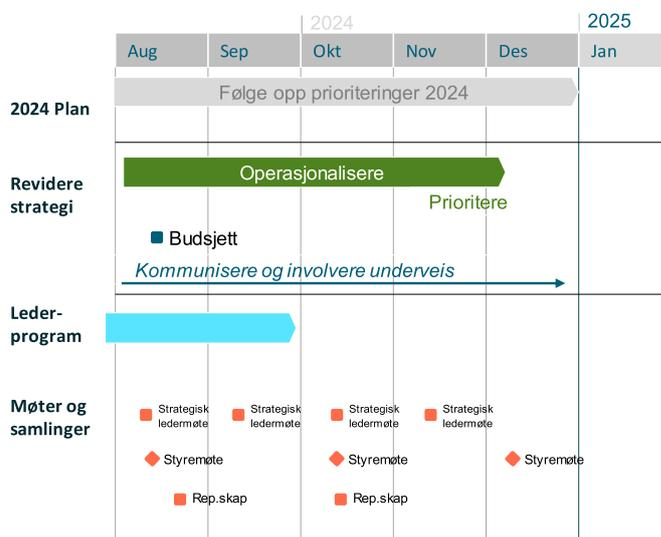 2024
2025
Aug
Sep
Okt
Nov
Des
Jan
2024 Plan
Følge opp prioriteringer 2024
Revidere
strategi
Operasjonalisere
Prioritere
Budsjett
Kommunisere og involvere underveis
Leder-
program
Møter og
samlinger
Strategisk
ledermøte
Strategisk
ledermøte
Strategisk
ledermøte
Strategisk
ledermøte
Styremøte
Styremøte
Styremøte
Rep.skap
Rep.skap